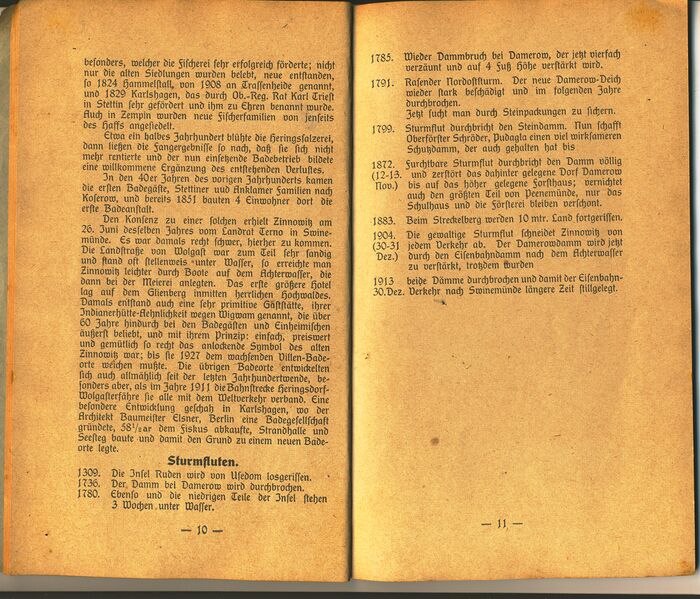 besonders, welcher die Fischerei sehr erfolgreich förderte; nicht
nur die alten Siedlungen wurden belebt, neue entstanden,
so 1824 Hammelstall, von 1908 an Trassenheide genannt,
und 1829 Karlshagen, das durch Ob.-Reg. Rat Karl Triest
in Stettin sehr gefördert und ihm zu Ehren benannt wurde.
Auch in Zempin wurden neue Fischerfamilien von jenseits
des Haffs angesiedelt.
Etwa ein halbes Jahrhundert blühte die Heringssalzerei,
dann ließen die Fangergebnisse so nach, daß sie sich nicht
mehr rentierte und der nun einsetzende Badebetrieb bildete
eine willkommene Ergänzung des entstehenden Verlustes.
In den 40er Jahren des vorigen Jahrhunderts kamen
die ersten Badegäste, Stettiner und Anklamer Familien nach
Koserow, und bereits 1851 bauten 4 Einwohner dort die
erste Badeanstalt.
Den Konsenz zu einer solchen erhielt Zinnowitz am
26. Juni desselben Jahres vom Landrat Terno in Swine-
münde. Es war damals recht schwer, hierher zu kommen.
Die Landstraße von Wolgast war zum Teil sehr sandig
und stand oft stellenweis unter Wasser, so erreichte man
Zinnowitz leichter durch Boote auf dem Achterwasser, die
dann bei der Meierei anlegten. Das erste größere Hotel
lag auf dem Glienberg inmitten herrlichen Hochwaldes.
Damals entstand auch eine sehr primitive Gaststätte, ihrer
Indianerhütte-Aehnlichkeit wegen Wigwam genannt, die über
60 Jahre hindurch bei den Badegästen und Einheimischen
äußerst beliebt, und mit ihrem Prinzip: einfach, preiswert
und gemütlich so recht das anlockende Symbol des alten
Zinnowitz war; bis sie 1927 dem wachsenden Villen-Bade-
orte weichen mußte. Die übrigen Badeorte entwickelten
sich auch allmählich seit der letzten Jahrhundertwende, be-
sonders aber, als im Jahre 1911 die Bahnstrecke Heringsdorf-
Wolgasterfähre sie alle mit dem Weltverkehr verband. Eine
besondere Entwicklung geschah in Karlshagen, wo der
Architekt Baumeister Elsner, Berlin eine Badegesellschaft
gründete, 58¹/₂ar dem Fiskus abkaufte, Strandhalle und
Seesteg baute und damit den Grund zu einem neuen Bade-
orte legte.
Sturmfluten.
1309. Die Insel Ruden wird von Usedom losgerissen.
1736. Der Damm bei Damerow wird durchbrochen.
1780. Ebenso und die niedrigen Teile der Insel stehen
3 Wochen unter Wasser.
— 10 —
1785. Wieder Dammbruch bei Damerow, der jetzt vierfach
verzäunt und auf 4 Fuß Höhe verstärkt wird.
1791. Rasender Nordoststurm. Der neue Damerow-Deich
wieder stark beschädigt und im folgenden Jahre
durchbrochen.
Jetzt sucht man durch Steinpackungen zu sichern.
1799. Sturmflut durchbricht den Steindamm. Nun schafft
Oberförster Schröder, Pudagla einen viel wirksameren
Schutzdamm, der auch gehalten hat bis
1872. Furchtbare Sturmflut durchbricht den Damm völlig
(12-13. und zerstört das dahinter gelegene Dorf Damerow
Nov.) bis auf das höher gelegene Forsthaus; vernichtet
auch den größten Teil von Peenemünde, nur das
Schulhaus und die Försterei bleiben verschont.
1883. Beim Streckelberg werden 10 mtr. Land fortgerissen.
1904. Die gewaltige Sturmflut schneidet Zinnowitz von
(30-31 jedem Verkehr ab. Der Damerowdamm wird jetzt
Dez.) durch den Eisenbahndamm nach dem Achterwasser
zu verstärkt, trotzdem wurden
1913 beide Dämme durchbrochen und damit der Eisenbahn-
30.Dez. Verkehr nach Swinemünde längere Zeit stillgelegt.
— 11 —